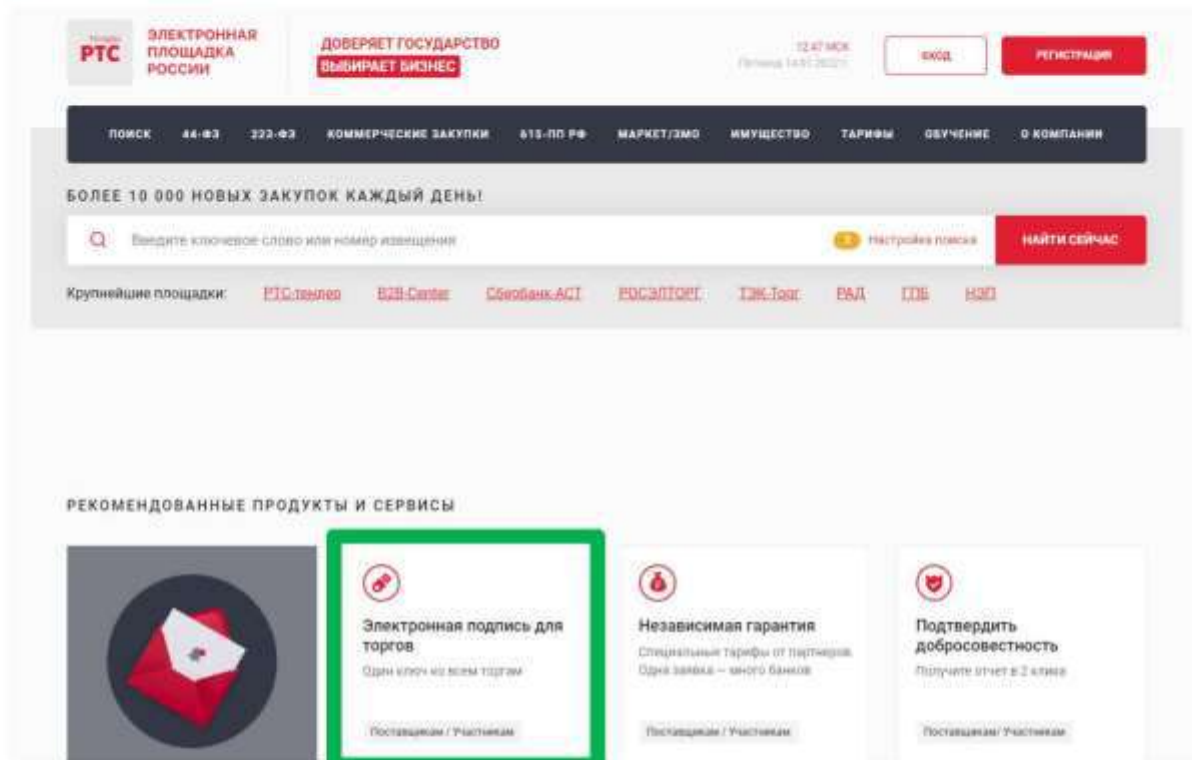 РТС
ЭЛЕКТРОННАЯ
ПЛОЩАДКА
РОССИИ
ДОВЕРЯЕТ ГОСУДАРСТВО
ВЫБИРАЕТ БИЗНЕС
12:47 МСК
ВХОД
РЕГИСТРАЦИЯ
ПОИСК 44-ФЗ 223-ФЗ КОММЕРЧЕСКИЕ ЗАКУПКИ 615-ПП РФ МАРКЕТ/ЗМО ИМУЩЕСТВО ТАРИФЫ ОБУЧЕНИЕ О КОМПАНИИ
БОЛЕЕ 10 000 НОВЫХ ЗАКУПОК КАЖДЫЙ ДЕНЬ!
Введите ключевое слово или номер извещения
Настройка поиска
НАЙТИ СЕЙЧАС
Крупнейшие площадки: РТС-тендер B2B-Center Сбербанк-АСТ РОСЭЛТОРГ ТЭК-Торг РАД ГПБ НЭП
РЕКОМЕНДОВАННЫЕ ПРОДУКТЫ И СЕРВИСЫ
Электронная подпись для
торгов
Один ключ ко всем торгам
Поставщикам / Участникам
Независимая гарантия
Специальные тарифы от партнеров.
Одна заявка — много банков
Поставщикам / Участникам
Подтвердить
добросовестность
Получите отчет в 2 клика
Поставщикам/ Участникам